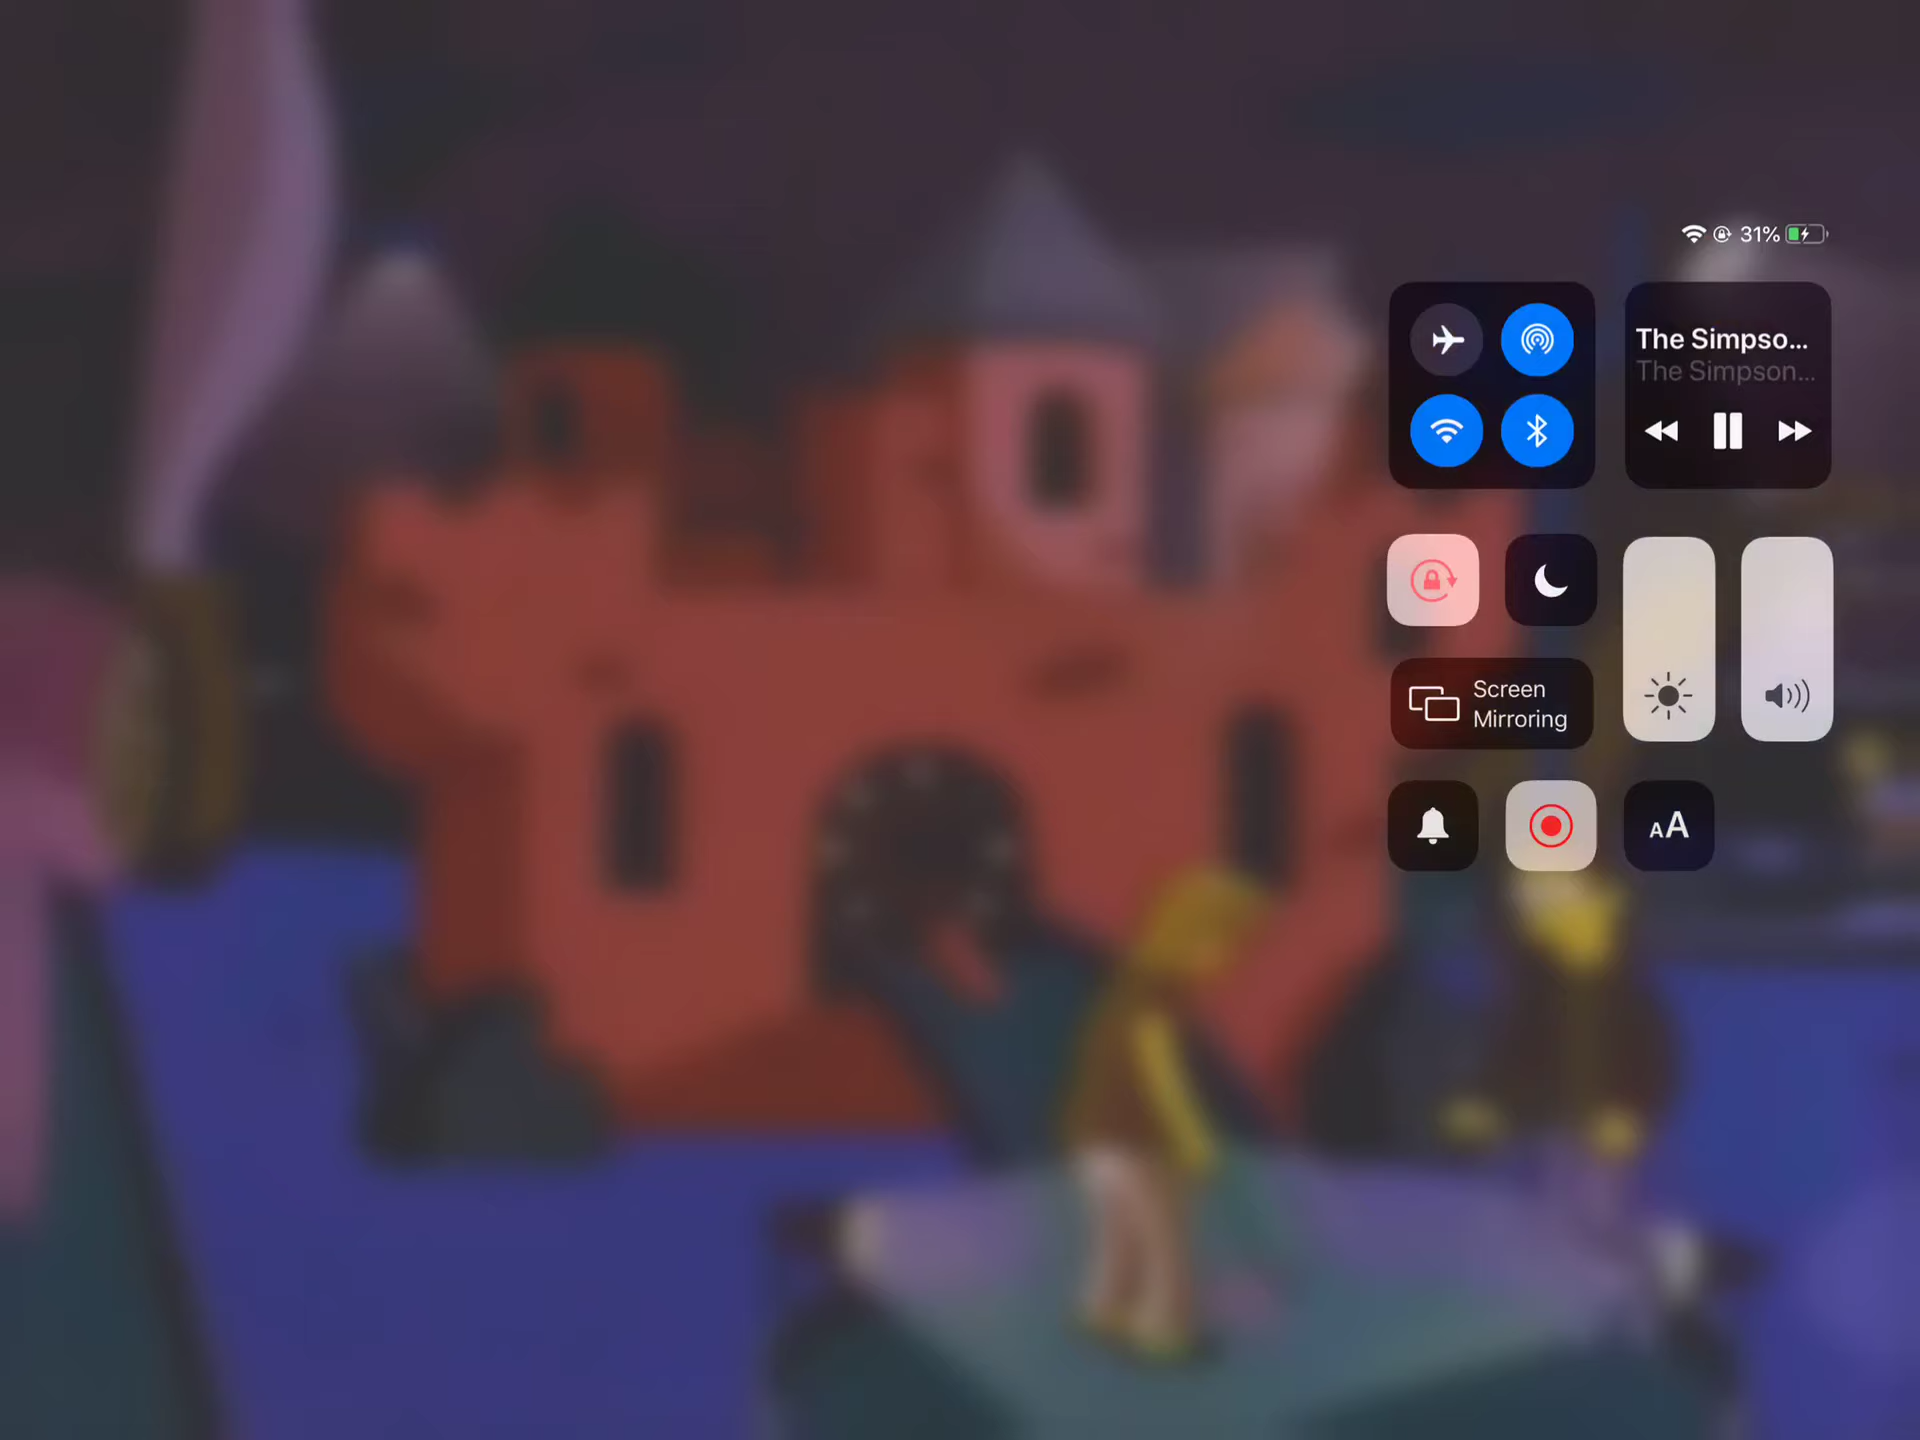 31%
The Simpso...
The Simpson...
Screen
Mirroring
AA